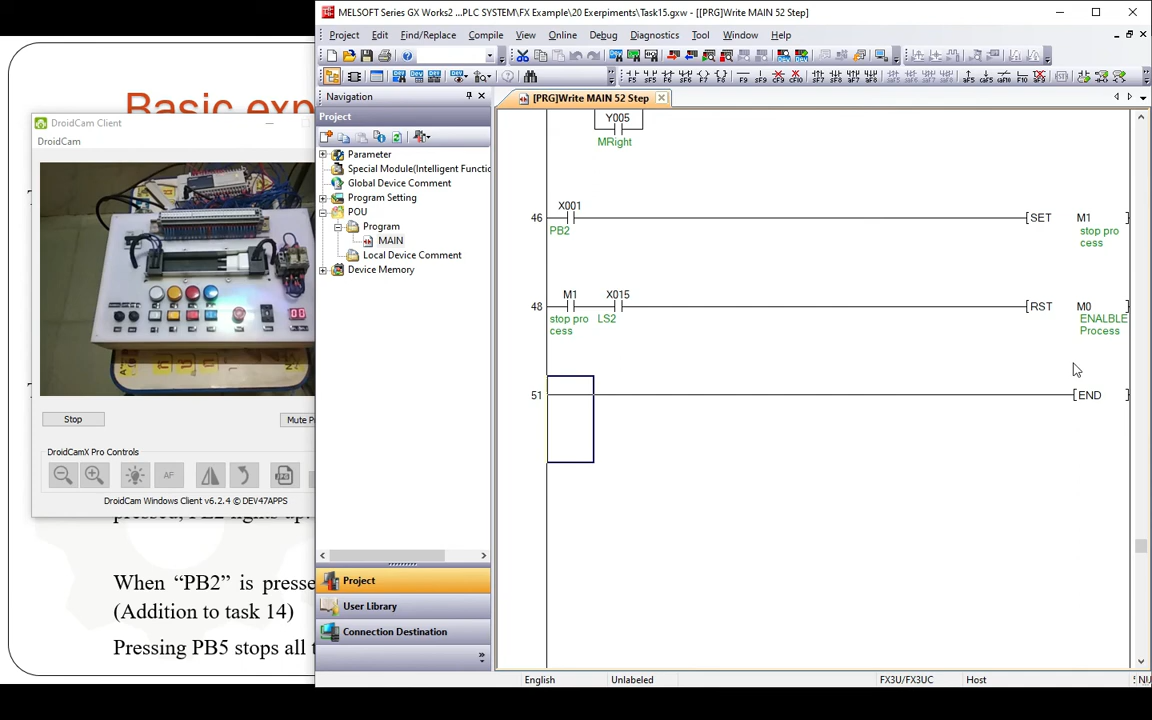 MELSOFT Series GX Works2 ...PLC SYSTEM\FX Example\20 Exerpiments\Task15.gxw - [[PRG]Write MAIN 52 Step]
Project Edit Find/Replace Compile View Online Debug Diagnostics Tool Window Help
Navigation
[PRG]Write MAIN 52 Step
Project
Parameter
Special Module(Intelligent Functio
Global Device Comment
Program Setting
POU
Program
MAIN
Local Device Comment
Device Memory
Project
User Library
Connection Destination
Y005
MRight
X001
46 SET M1
PB2 stop pro
cess
M1 X015
48 RST M0
stop pro LS2 ENALBLE
cess Process
51 END
English Unlabeled FX3U/FX3UC Host
Basic exp
DroidCam Client
DroidCam
Stop Mute
DroidCamX Pro Controls
AF
DroidCam Windows Client v6.2.4 © DEV47APPS
When “PB2” is presse
(Addition to task 14)
Pressing PB5 stops all t